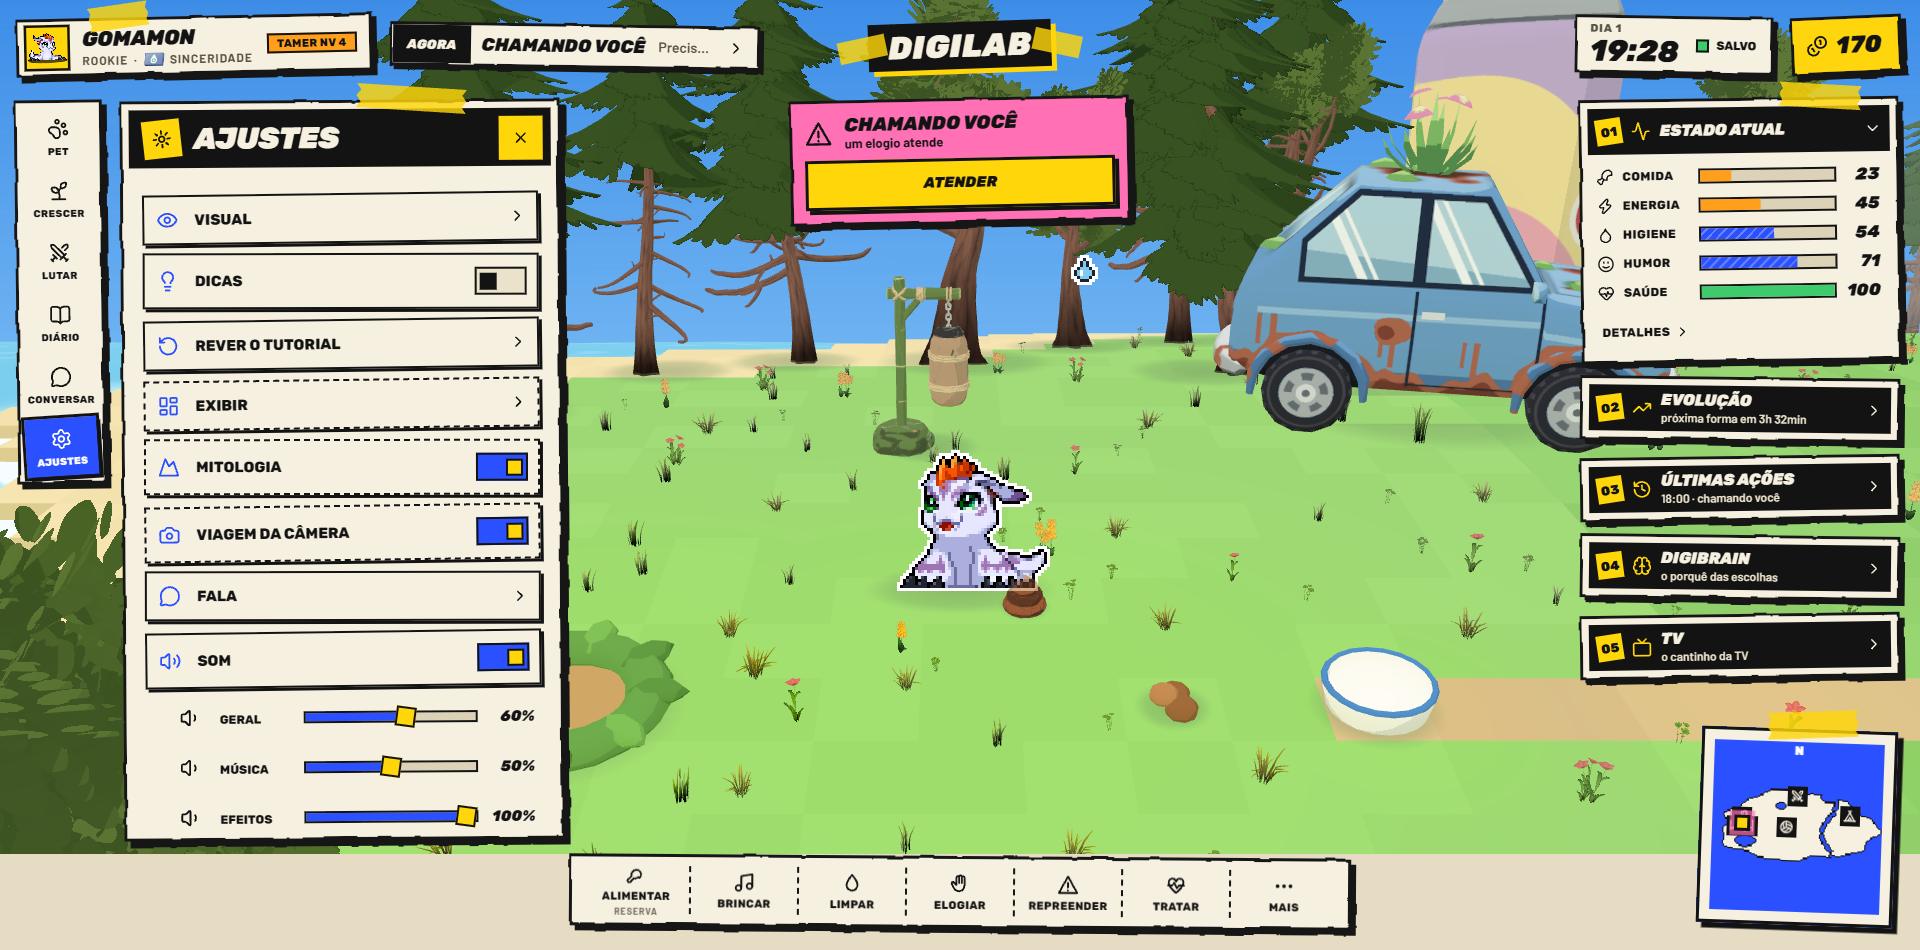 GOMAMON
ROOKIE · SINCERIDADE
TAMER NV 4
AGORA
CHAMANDO VOCÊ
Precis...
DIGILAB
DIA 1
19:28
SALVO
170
PET
CRESCER
LUTAR
DIÁRIO
CONVERSAR
AJUSTES
AJUSTES
VISUAL
DICAS
REVER O TUTORIAL
EXIBIR
MITOLOGIA
VIAGEM DA CÂMERA
FALA
SOM
GERAL 60%
MÚSICA 50%
EFEITOS 100%
CHAMANDO VOCÊ
um elogio atende
ATENDER
01 ESTADO ATUAL
COMIDA 23
ENERGIA 45
HIGIENE 54
HUMOR 71
SAÚDE 100
DETALHES
02 EVOLUÇÃO
próxima forma em 3h 32min
03 ÚLTIMAS AÇÕES
18:00 · chamando você
04 DIGIBRAIN
o porquê das escolhas
05 TV
o cantinho da TV
N
ALIMENTAR
RESERVA
BRINCAR
LIMPAR
ELOGIAR
REPREENDER
TRATAR
MAIS